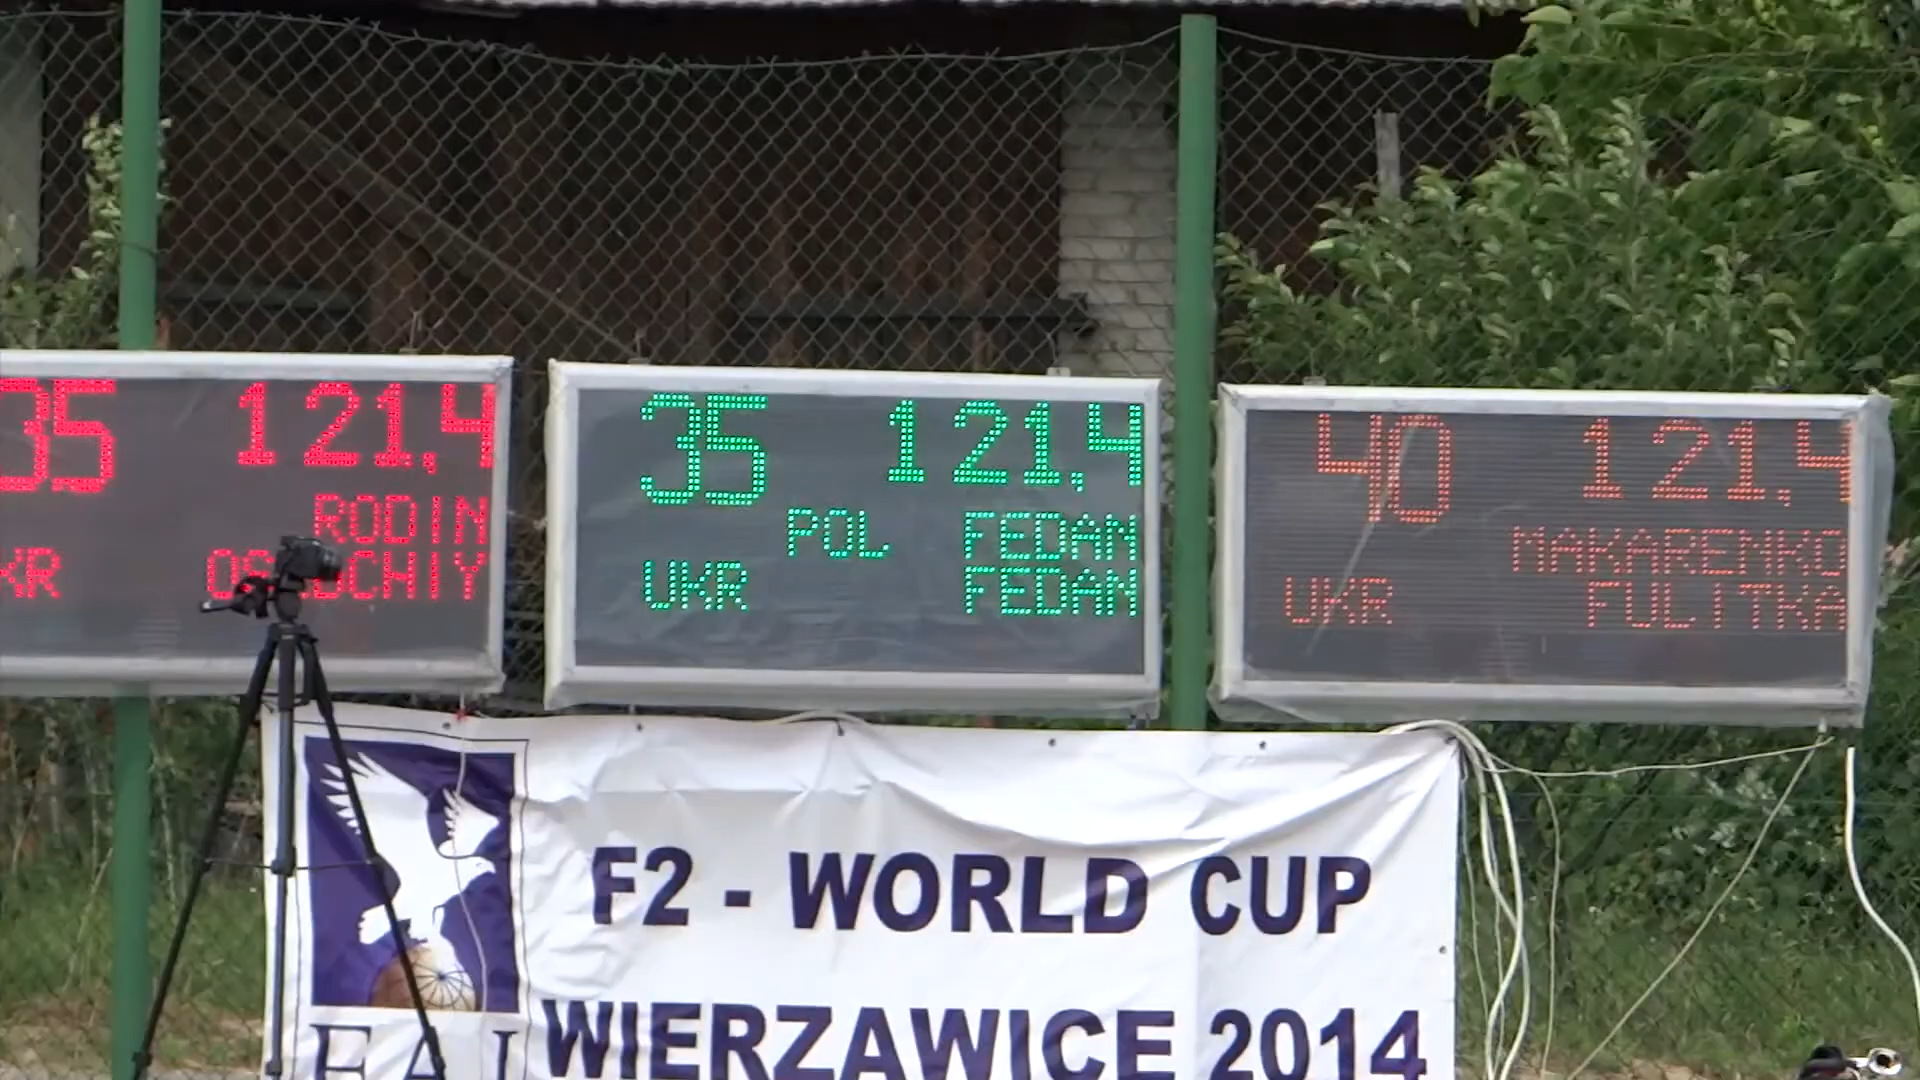 35 121,4
RODIN
35 121,4
POL FEDAN
UKR FEDAN
40 121,4
MAKARENKO
UKR FULITKA
F2 - WORLD CUP
WIERZAWICE 2014
FAI